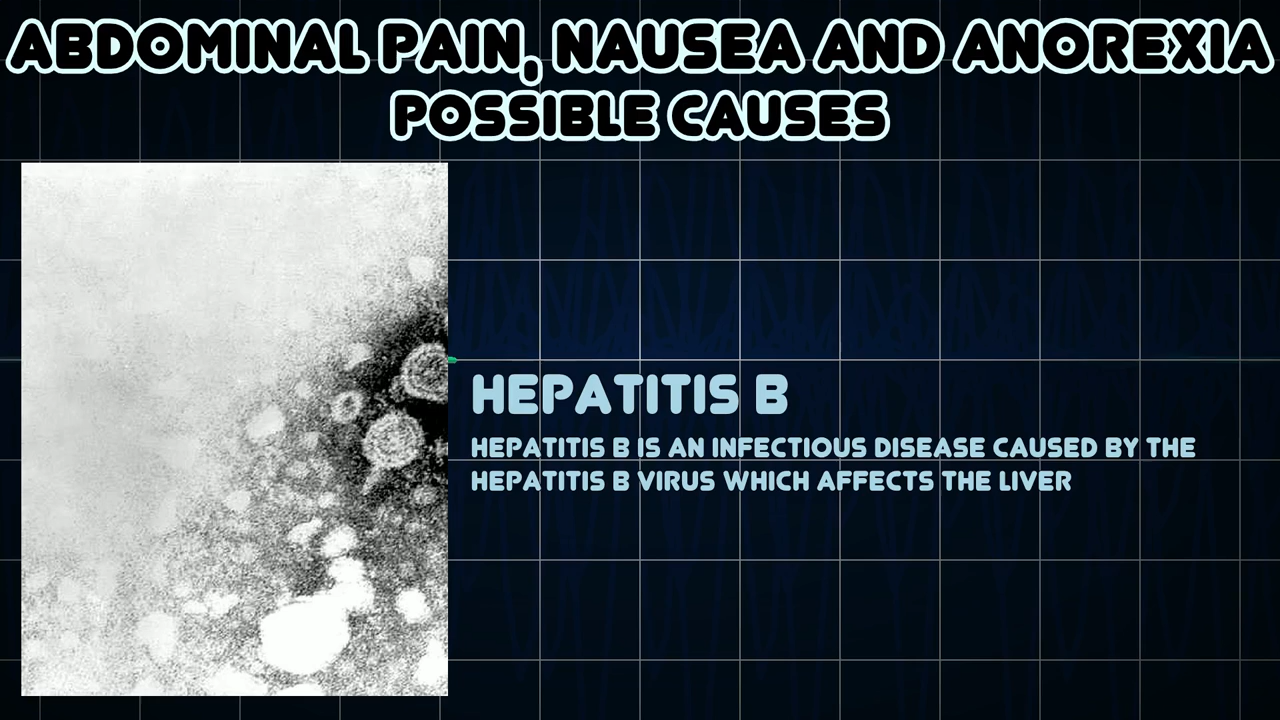 ABDOMINAL PAIN, NAUSEA AND ANOREXIA
POSSIBLE CAUSES
HEPATITIS B
HEPATITIS B IS AN INFECTIOUS DISEASE CAUSED BY THE
HEPATITIS B VIRUS WHICH AFFECTS THE LIVER